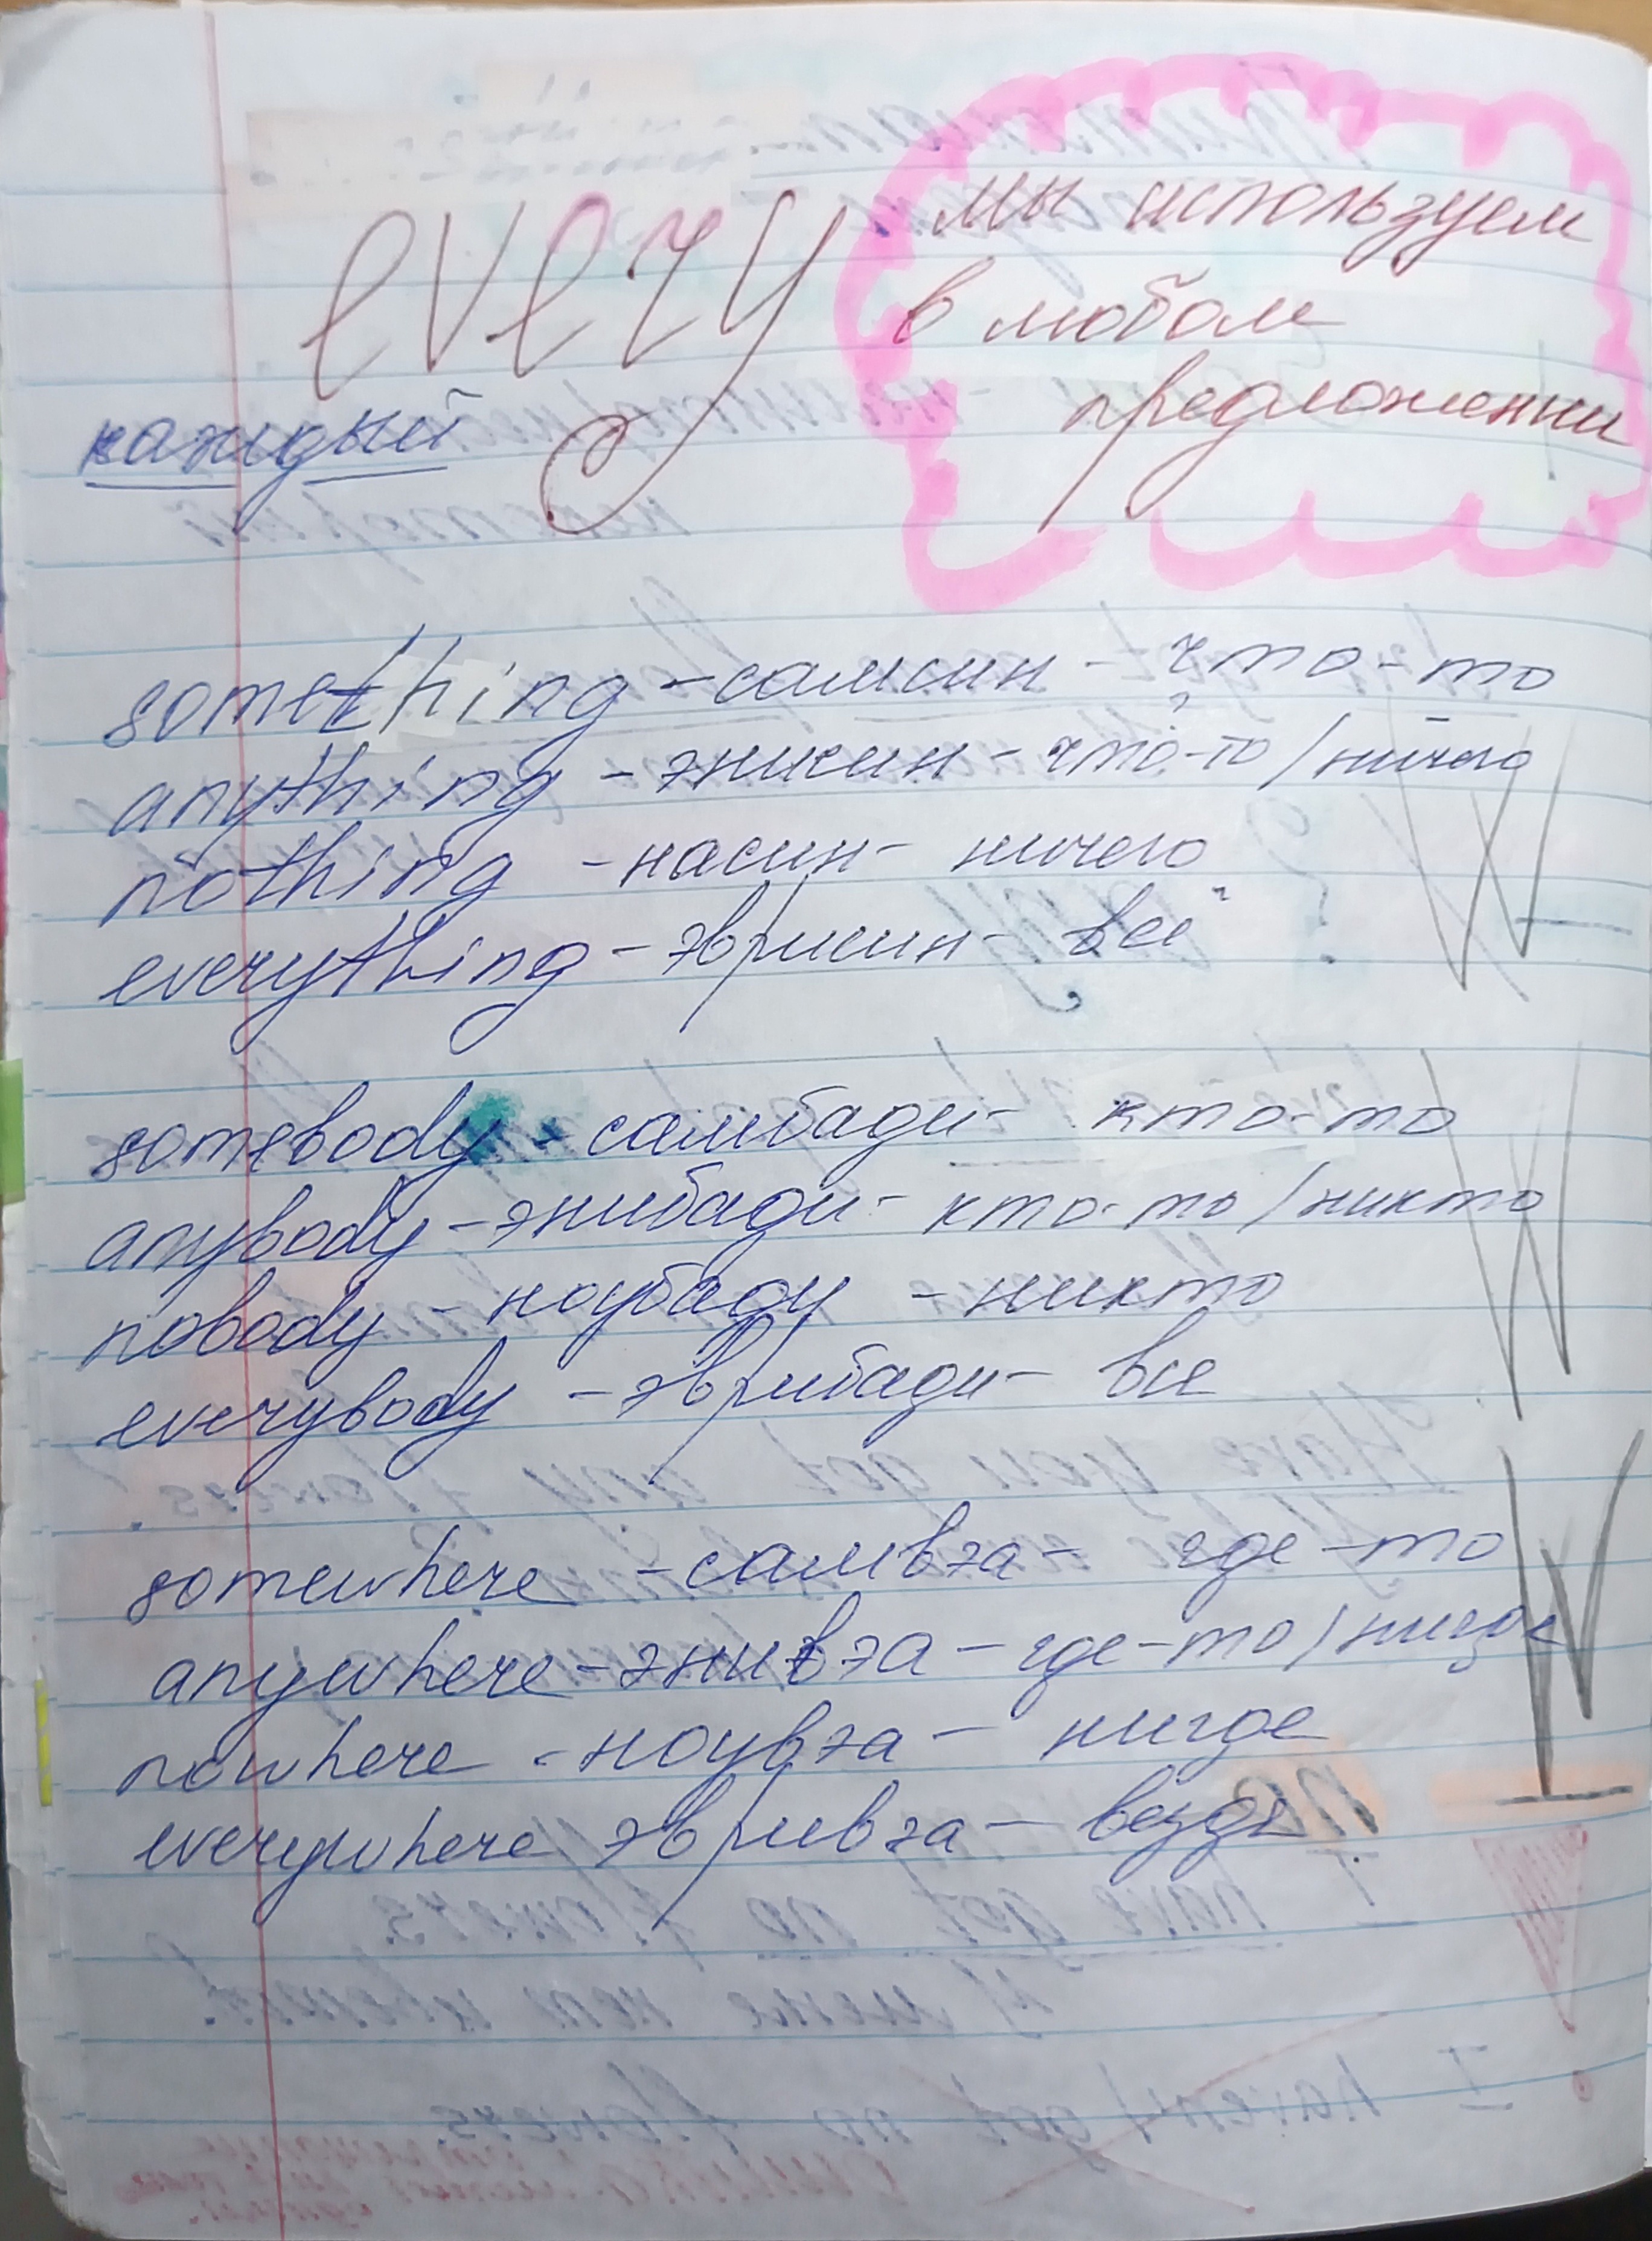 every
мы используем
в любом
предложении
каждый
something - самсин - что-то
anything - энисин - что-то / ничего
nothing - насин - ничего
everything - эврисин - всё
somebody - самбади - кто-то
anybody - энибади - кто-то / никто
nobody - ноубаду - никто
everybody - эврибади - все
somewhere - самвэа - где-то
anywhere - энивэа - где-то / нигде
nowhere - ноувэа - нигде
everywhere эвривэа - везде